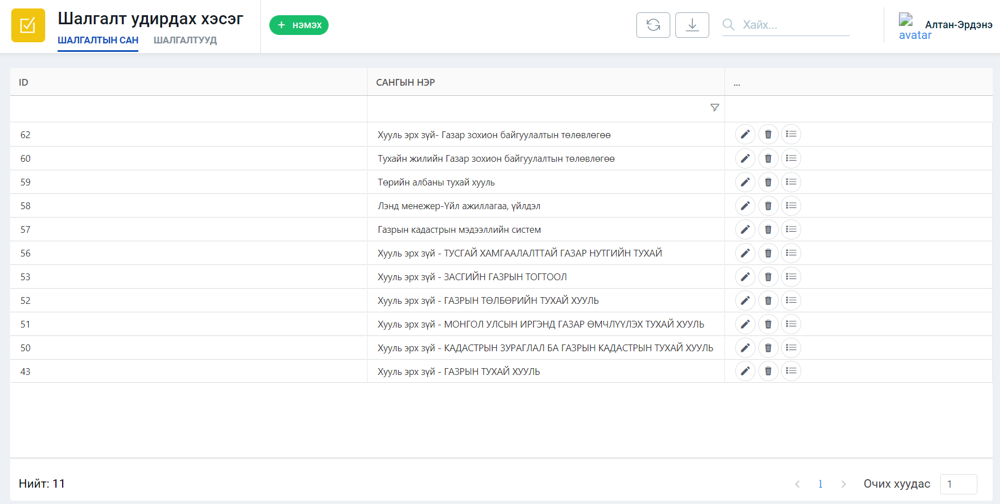 Шалгалт удирдах хэсэг
ШАЛГАЛТЫН САН ШАЛГАЛТУУД
+ НЭМЭХ
Хайх...
avatar
Алтан-Эрдэнэ
ID САНГЫН НЭР ...
62 Хууль эрх зүй- Газар зохион байгуулалтын төлөвлөгөө
60 Тухайн жилийн Газар зохион байгуулалтын төлөвлөгөө
59 Төрийн албаны тухай хууль
58 Лэнд менежер-Үйл ажиллагаа, үйлдэл
57 Газрын кадастрын мэдээллийн систем
56 Хууль эрх зүй - ТУСГАЙ ХАМГААЛАЛТТАЙ ГАЗАР НУТГИЙН ТУХАЙ
53 Хууль эрх зүй - ЗАСГИЙН ГАЗРЫН ТОГТООЛ
52 Хууль эрх зүй - ГАЗРЫН ТӨЛБӨРИЙН ТУХАЙ ХУУЛЬ
51 Хууль эрх зүй - МОНГОЛ УЛСЫН ИРГЭНД ГАЗАР ӨМЧЛҮҮЛЭХ ТУХАЙ ХУУЛЬ
50 Хууль эрх зүй - КАДАСТРЫН ЗУРАГЛАЛ БА ГАЗРЫН КАДАСТРЫН ТУХАЙ ХУУЛЬ
43 Хууль эрх зүй - ГАЗРЫН ТУХАЙ ХУУЛЬ
Нийт: 11 1 Очих хуудас 1